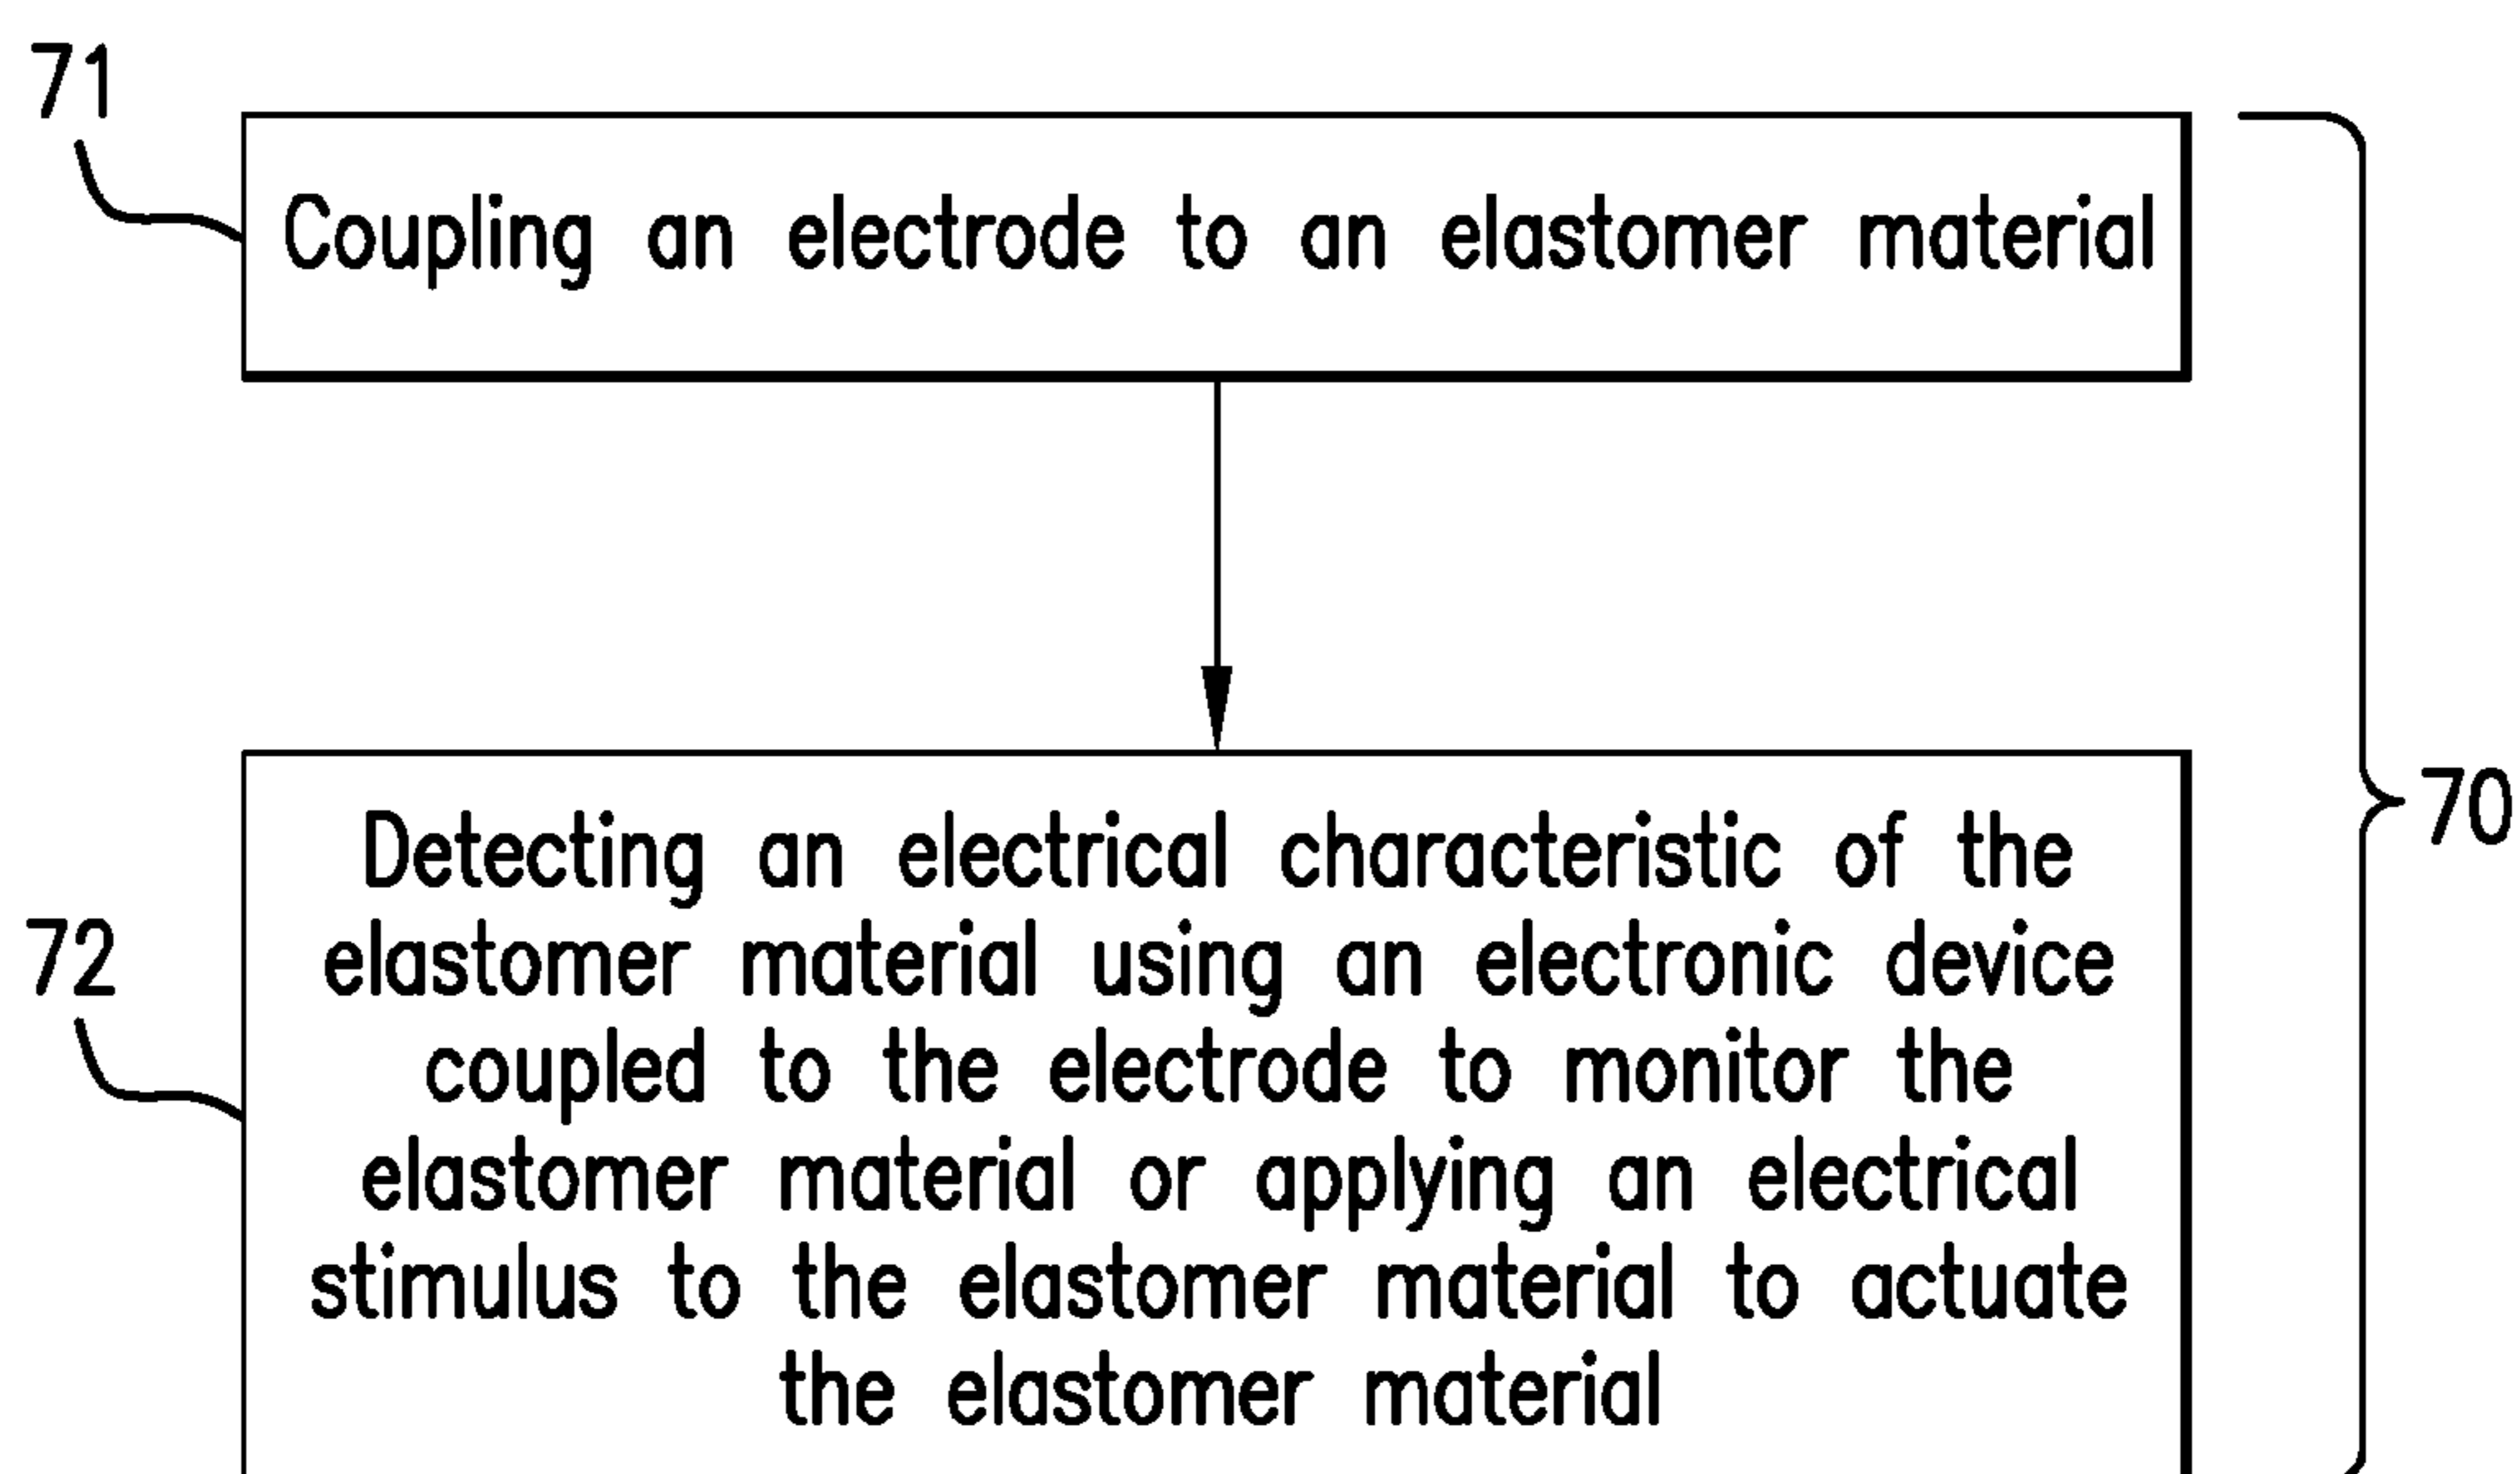 71
Coupling an electrode to an elastomer material
70
72
Detecting an electrical characteristic of the
elastomer material using an electronic device
coupled to the electrode to monitor the
elastomer material or applying an electrical
stimulus to the elastomer material to actuate
the elastomer material